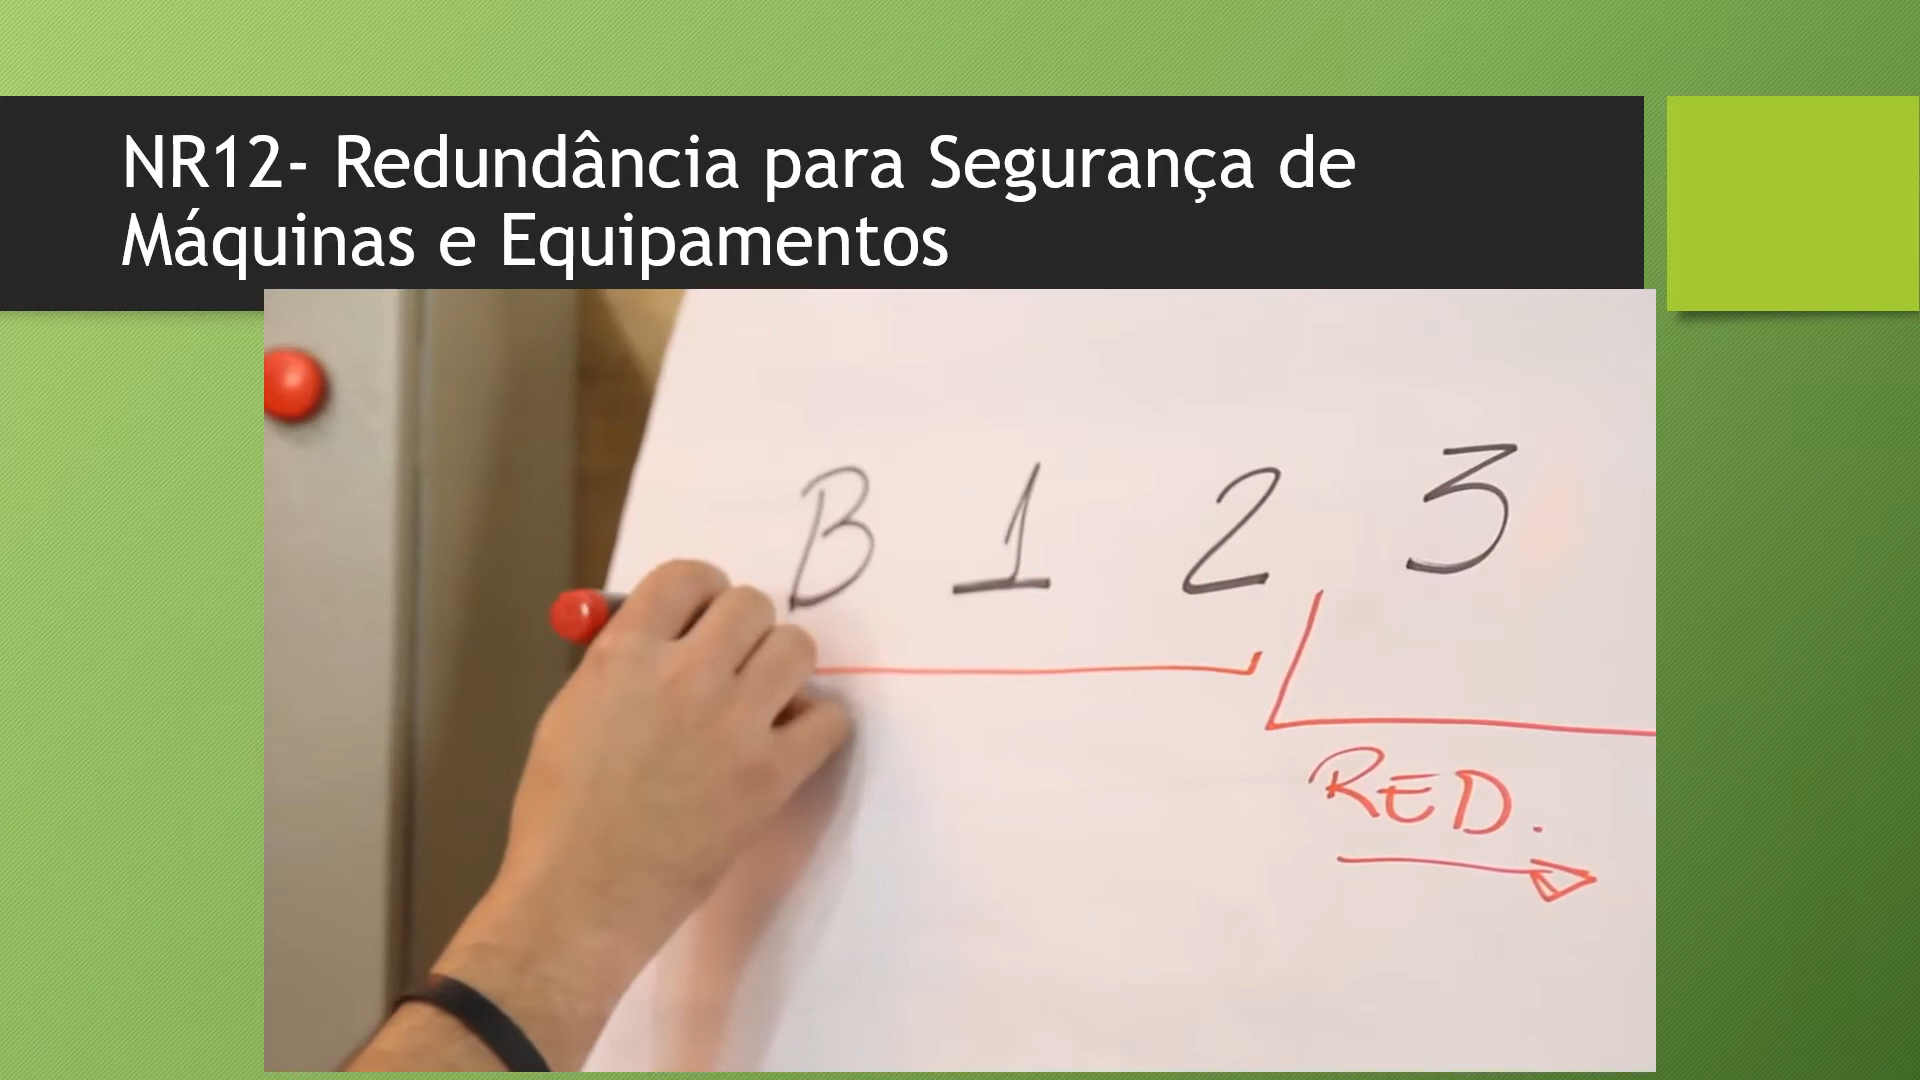 NR12- Redundância para Segurança de
Máquinas e Equipamentos
B 1 2 3
RED.